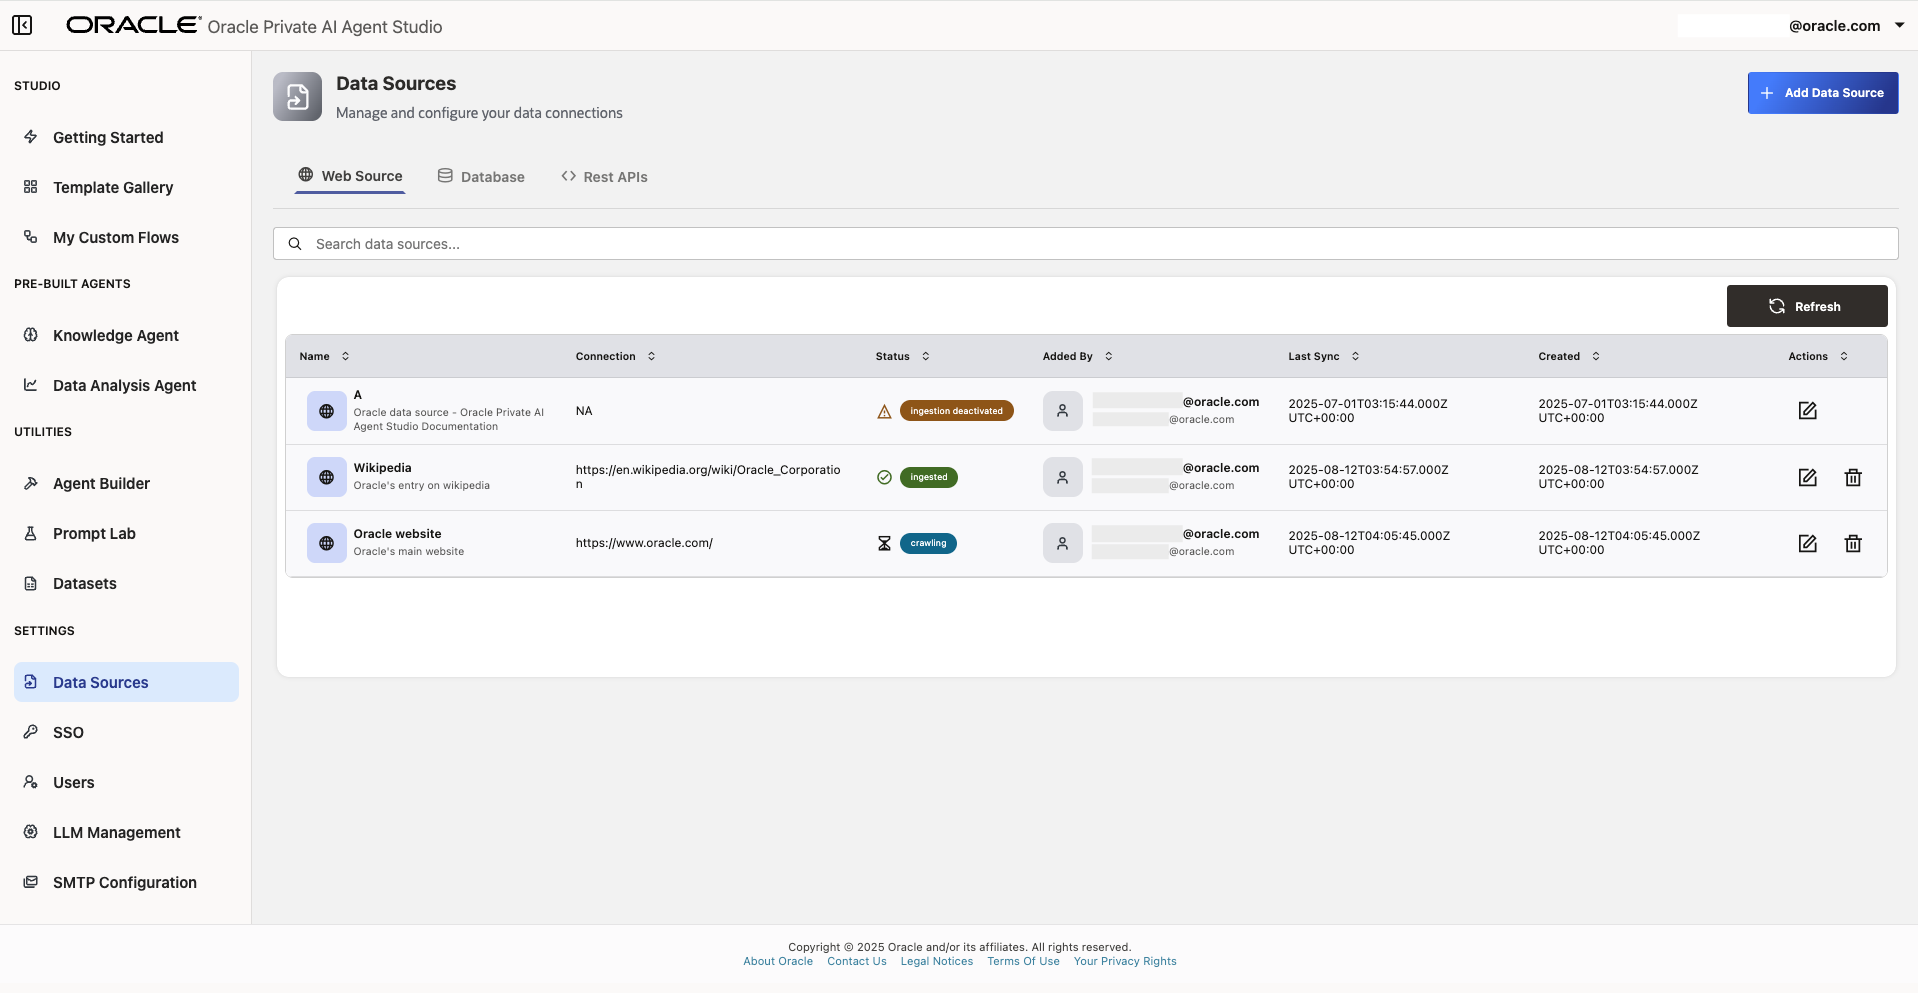 ORACLE Oracle Private AI Agent Studio
@oracle.com
STUDIO
Getting Started
Template Gallery
My Custom Flows
PRE-BUILT AGENTS
Knowledge Agent
Data Analysis Agent
UTILITIES
Agent Builder
Prompt Lab
Datasets
SETTINGS
Data Sources
SSO
Users
LLM Management
SMTP Configuration
Data Sources
Manage and configure your data connections
Add Data Source
Web Source Database Rest APIs
Search data sources...
Refresh
Name Connection Status Added By Last Sync Created Actions
A
Oracle data source - Oracle Private AI
Agent Studio Documentation
NA
ingestion deactivated
@oracle.com
@oracle.com
2025-07-01T03:15:44.000Z
UTC+00:00
2025-07-01T03:15:44.000Z
UTC+00:00
Wikipedia
Oracle's entry on wikipedia
https://en.wikipedia.org/wiki/Oracle_Corporatio
n
ingested
@oracle.com
@oracle.com
2025-08-12T03:54:57.000Z
UTC+00:00
2025-08-12T03:54:57.000Z
UTC+00:00
Oracle website
Oracle's main website
https://www.oracle.com/
crawling
@oracle.com
@oracle.com
2025-08-12T04:05:45.000Z
UTC+00:00
2025-08-12T04:05:45.000Z
UTC+00:00
Copyright © 2025 Oracle and/or its affiliates. All rights reserved.
About Oracle Contact Us Legal Notices Terms Of Use Your Privacy Rights